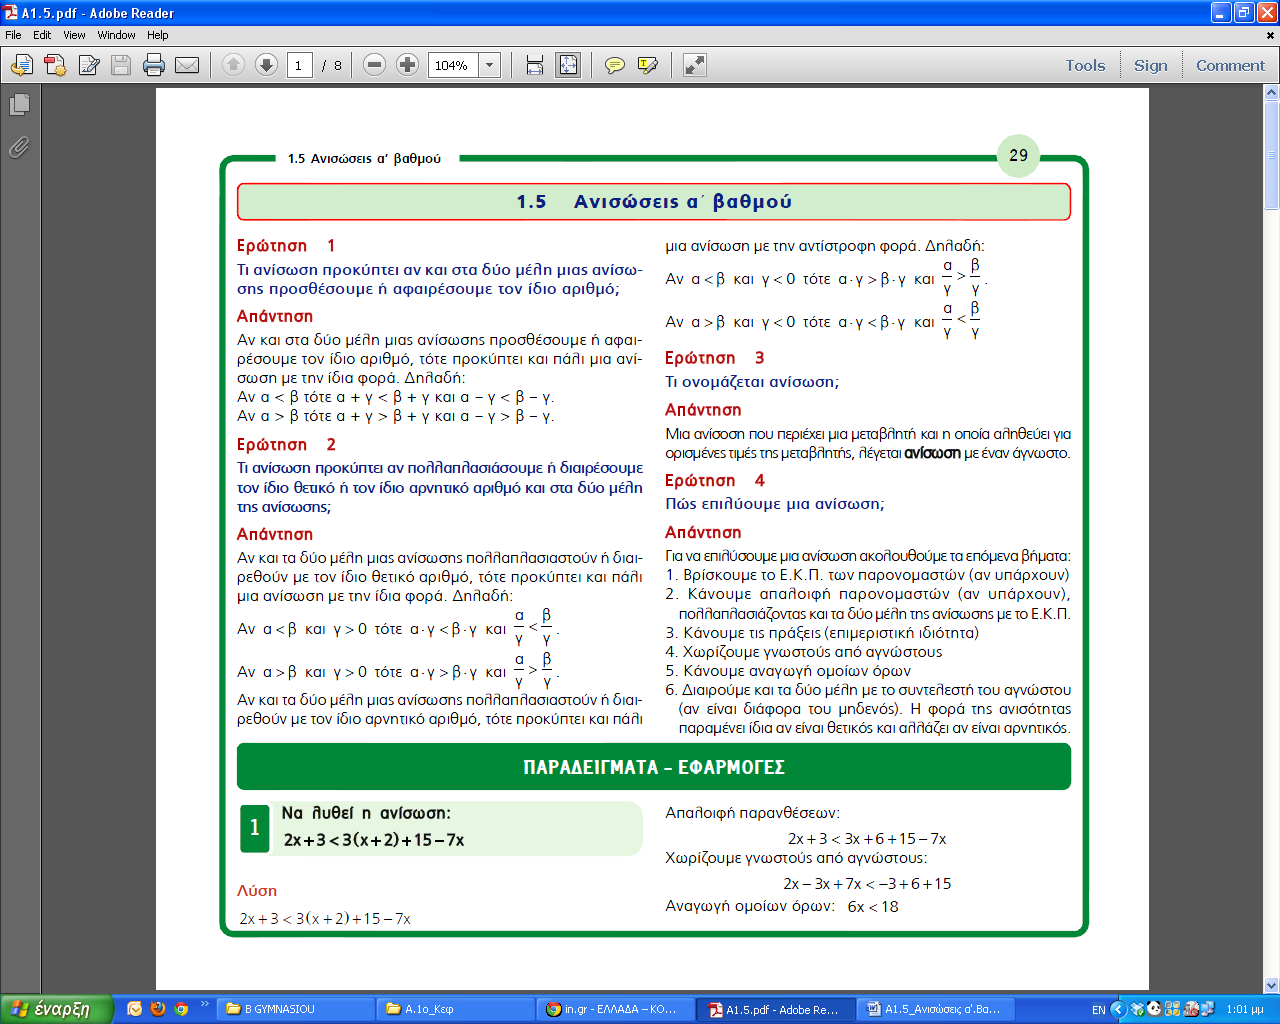 A1.5.pdf - Adobe Reader
File Edit View Window Help
1 / 8 104% Tools Sign Comment
1.5 Ανισώσεις α' βαθμού
29
1.5 Ανισώσεις α΄ βαθμού
Ερώτηση 1
Τι ανίσωση προκύπτει αν και στα δύο μέλη μιας ανίσω-
σης προσθέσουμε ή αφαιρέσουμε τον ίδιο αριθμό;
Απάντηση
Αν και στα δύο μέλη μιας ανίσωσης προσθέσουμε ή αφαι-
ρέσουμε τον ίδιο αριθμό, τότε προκύπτει και πάλι μια ανί-
σωση με την ίδια φορά. Δηλαδή:
Αν α < β τότε α + γ < β + γ και α – γ < β – γ.
Αν α > β τότε α + γ > β + γ και α – γ > β – γ.
Ερώτηση 2
Τι ανίσωση προκύπτει αν πολλαπλασιάσουμε ή διαιρέσουμε
τον ίδιο θετικό ή τον ίδιο αρνητικό αριθμό και στα δύο μέλη
της ανίσωσης;
Απάντηση
Αν και τα δύο μέλη μιας ανίσωσης πολλαπλασιαστούν ή διαι-
ρεθούν με τον ίδιο θετικό αριθμό, τότε προκύπτει και πάλι
μια ανίσωση με την ίδια φορά. Δηλαδή:
Αν α < β και γ > 0 τότε α · γ < β · γ και α/γ < β/γ .
Αν α > β και γ > 0 τότε α · γ > β · γ και α/γ > β/γ .
Αν και τα δύο μέλη μιας ανίσωσης πολλαπλασιαστούν ή διαι-
ρεθούν με τον ίδιο αρνητικό αριθμό, τότε προκύπτει και πάλι
μια ανίσωση με την αντίστροφη φορά. Δηλαδή:
Αν α < β και γ < 0 τότε α · γ > β · γ και α/γ > β/γ .
Αν α > β και γ < 0 τότε α · γ < β · γ και α/γ < β/γ
Ερώτηση 3
Τι ονομάζεται ανίσωση;
Απάντηση
Μια ανίσοση που περιέχει μια μεταβλητή και η οποία αληθεύει για
ορισμένες τιμές της μεταβλητής, λέγεται ανίσωση με έναν άγνωστο.
Ερώτηση 4
Πώς επιλύουμε μια ανίσωση;
Απάντηση
Για να επιλύσουμε μια ανίσωση ακολουθούμε τα επόμενα βήματα:
1. Βρίσκουμε το Ε.Κ.Π. των παρονομαστών (αν υπάρχουν)
2. Κάνουμε απαλοιφή παρονομαστών (αν υπάρχουν),
πολλαπλασιάζοντας και τα δύο μέλη της ανίσωσης με το Ε.Κ.Π.
3. Κάνουμε τις πράξεις (επιμεριστική ιδιότητα)
4. Χωρίζουμε γνωστούς από αγνώστους
5. Κάνουμε αναγωγή ομοίων όρων
6. Διαιρούμε και τα δύο μέλη με το συντελεστή του αγνώστου
(αν είναι διάφορα του μηδενός). Η φορά της ανισότητας
παραμένει ίδια αν είναι θετικός και αλλάζει αν είναι αρνητικός.
ΠΑΡΑΔΕΙΓΜΑΤΑ – ΕΦΑΡΜΟΓΕΣ
1 Να λυθεί η ανίσωση:
2x + 3 < 3(x + 2) + 15 – 7x
Λύση
2x + 3 < 3(x + 2) + 15 – 7x
Απαλοιφή παρανθέσεων:
2x + 3 < 3x + 6 + 15 – 7x
Χωρίζουμε γνωστούς από αγνώστους:
2x – 3x + 7x < –3 + 6 + 15
Αναγωγή ομοίων όρων: 6x < 18
έναρξη » B GYMNASIOU A.1ο_Κεφ in.gr - ΕΛΛΑΔΑ – ΚΟ... A1.5.pdf - Adobe Re... A1.5_Ανισώσεις α'.Βα... EN 1:01 μμ